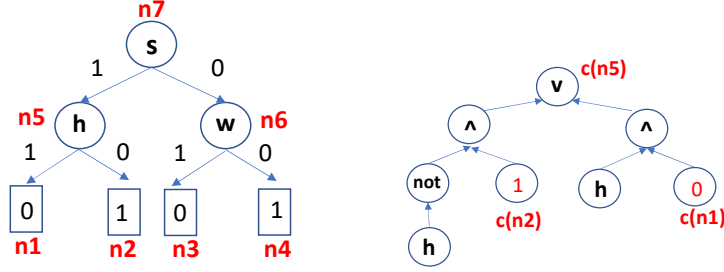 n7
s
1 0
n5 h w n6
1 0 1 0
0 1 0 1
n1 n2 n3 n4
v c(n5)
^ ^
not 1 h 0
c(n2) c(n1)
h